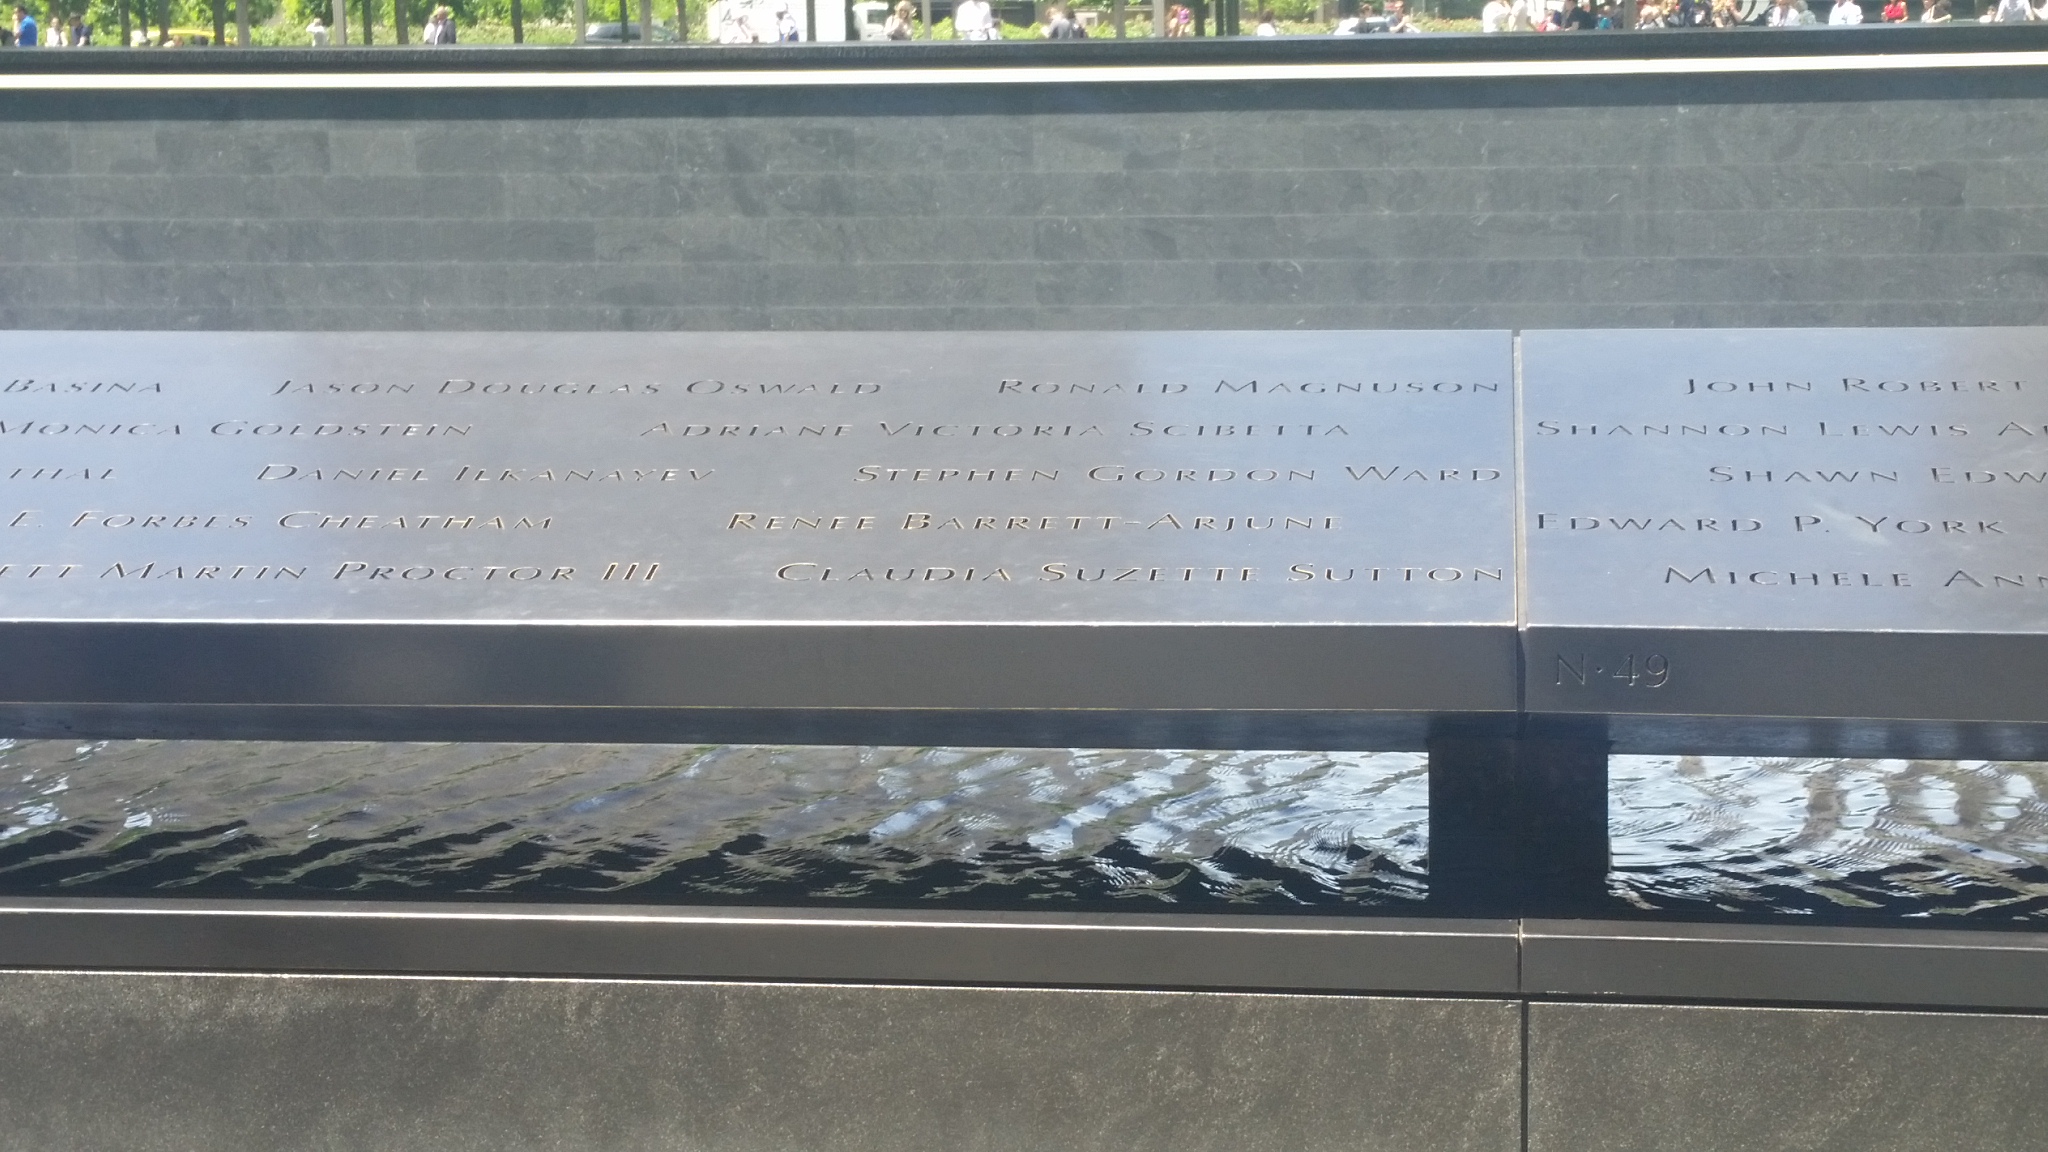 BASINA JASON DOUGLAS OSWALD RONALD MAGNUSON JOHN ROBERT
MONICA GOLDSTEIN ADRIANE VICTORIA SCIBETTA SHANNON LEWIS
DANIEL ILKANAYEV STEPHEN GORDON WARD SHAWN
E. FORBES CHEATHAM RENÉE BARRETT-ARJUNE EDWARD P. YORK
MARTIN PROCTOR III CLAUDIA SUZETTE SUTTON MICHELE
N·49